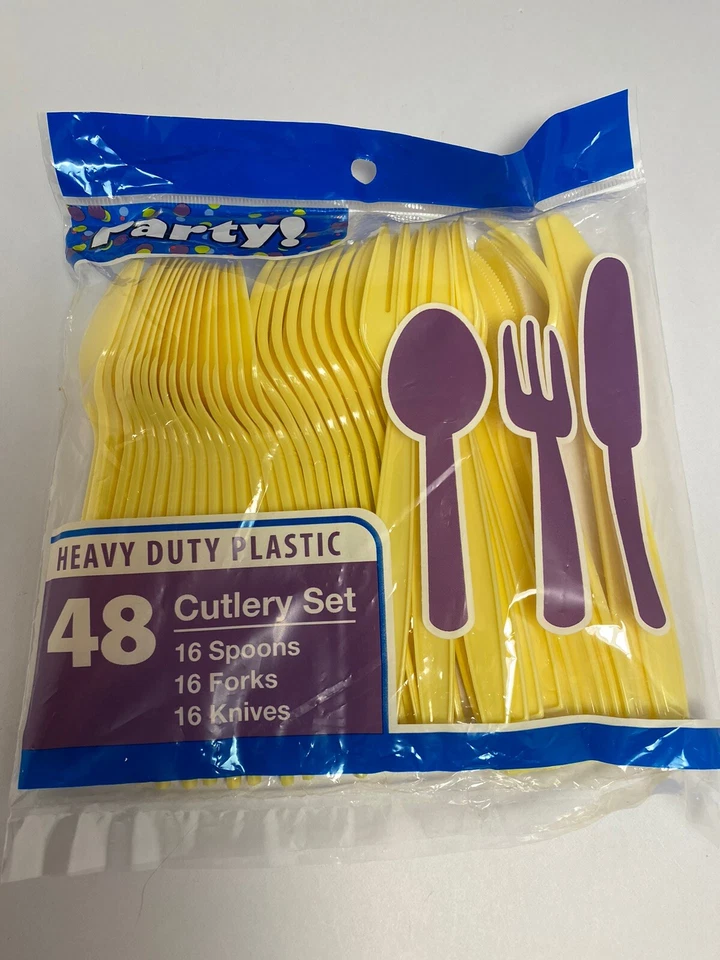 Party!
HEAVY DUTY PLASTIC
48
Cutlery Set
16 Spoons
16 Forks
16 Knives